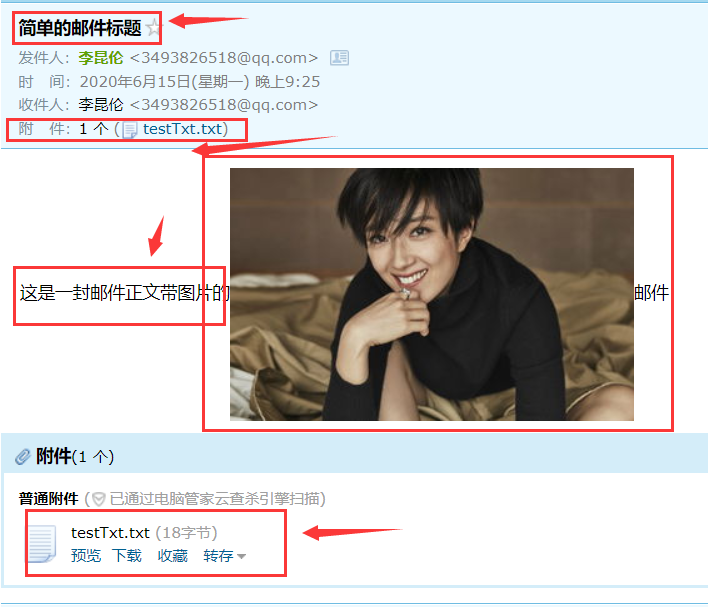 简单的邮件标题
发件人：李昆伦 <3493826518@qq.com>
时　间：2020年6月15日(星期一) 晚上9:25
收件人：李昆伦 <3493826518@qq.com>
附　件：1 个 (testTxt.txt)
这是一封邮件正文带图片的邮件
附件(1 个)
普通附件 (已通过电脑管家云查杀引擎扫描)
testTxt.txt (18字节)
预览 下载 收藏 转存